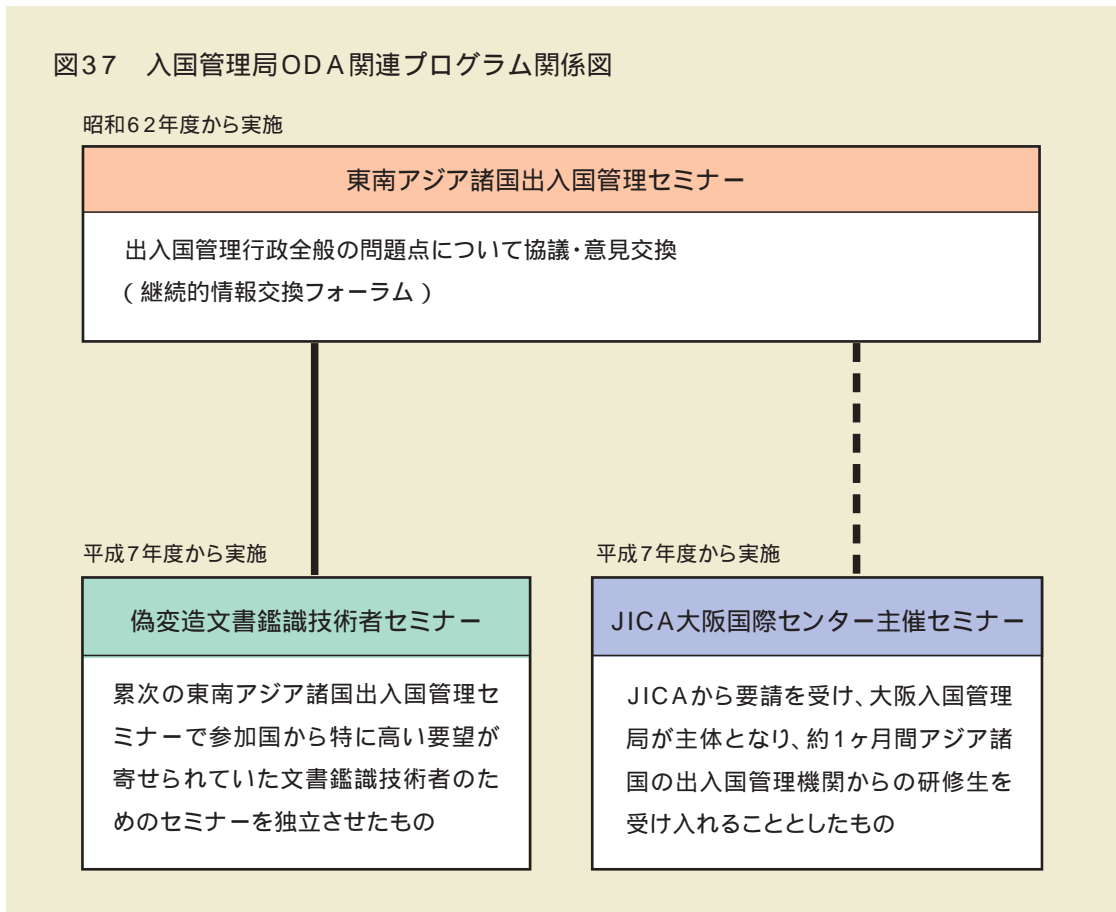 図37　入国管理局ODA関連プログラム関係図
昭和62年度から実施
東南アジア諸国出入国管理セミナー
出入国管理行政全般の問題点について協議・意見交換
（継続的情報交換フォーラム）
平成7年度から実施
偽変造文書鑑識技術者セミナー
累次の東南アジア諸国出入国管理セ
ミナーで参加国から特に高い要望が
寄せられていた文書鑑識技術者のた
めのセミナーを独立させたもの
平成7年度から実施
JICA大阪国際センター主催セミナー
JICAから要請を受け、大阪入国管理
局が主体となり、約1ヶ月間アジア諸
国の出入国管理機関からの研修生を
受け入れることとしたもの